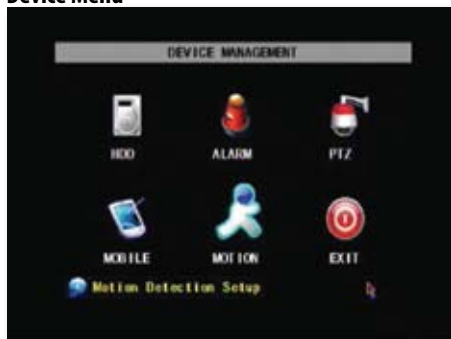 Device Menu
DEVICE MANAGEMENT
HDD ALARM PTZ
MOBILE MOTION EXIT
Motion Detection Setup